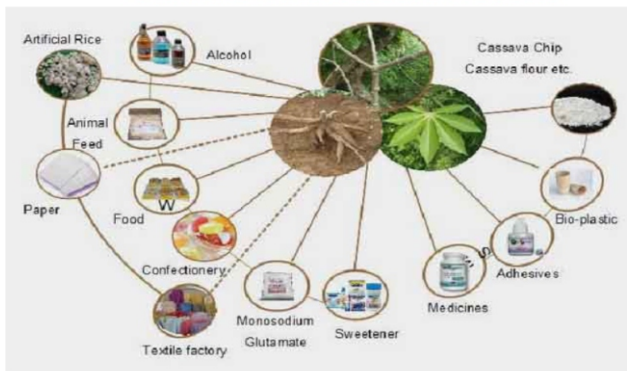 Artificial Rice
Alcohol
Cassava Chip
Cassava flour etc.
Animal
Feed
Paper
Food
W
Bio-plastic
Confectionery
S
Adhesives
Medicines
Monosodium
Glutamate
Sweetener
Textile factory